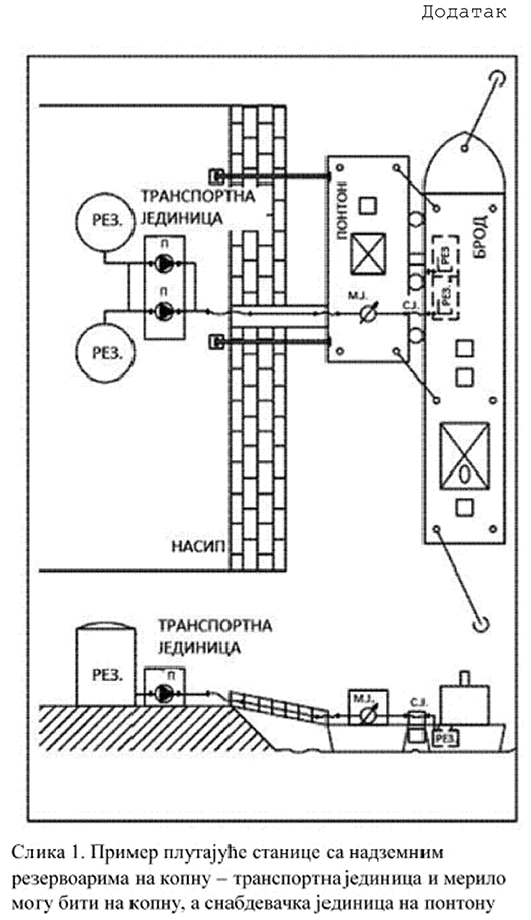 Додатак
ТРАНСПОРТНА
ЈЕДИНИЦА
РЕЗ.
П
П
РЕЗ.
ПОНТОН
М.Ј.
С.Ј.
РЕЗ
РЕЗ.
БРОД
НАСИП
ТРАНСПОРТНА
ЈЕДИНИЦА
РЕЗ.
П
М.Ј.
С.Ј.
РЕЗ.
Слика 1. Пример плутајуће станице са надземним
резервоарима на копну – транспортна јединица и мерило
могу бити на копну, а снабдевачка јединица на понтону